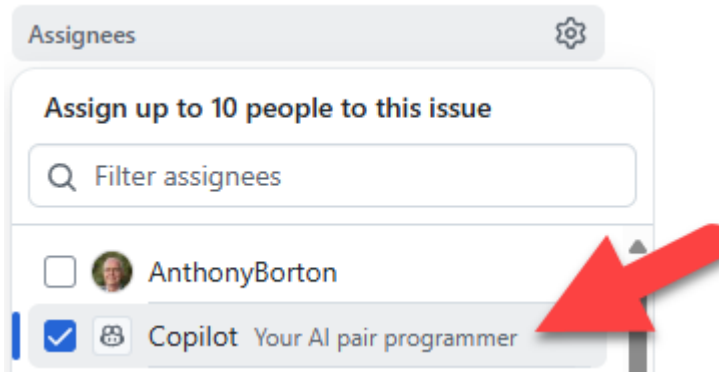 Assignees
Assign up to 10 people to this issue
Filter assignees
AnthonyBorton
Copilot Your AI pair programmer